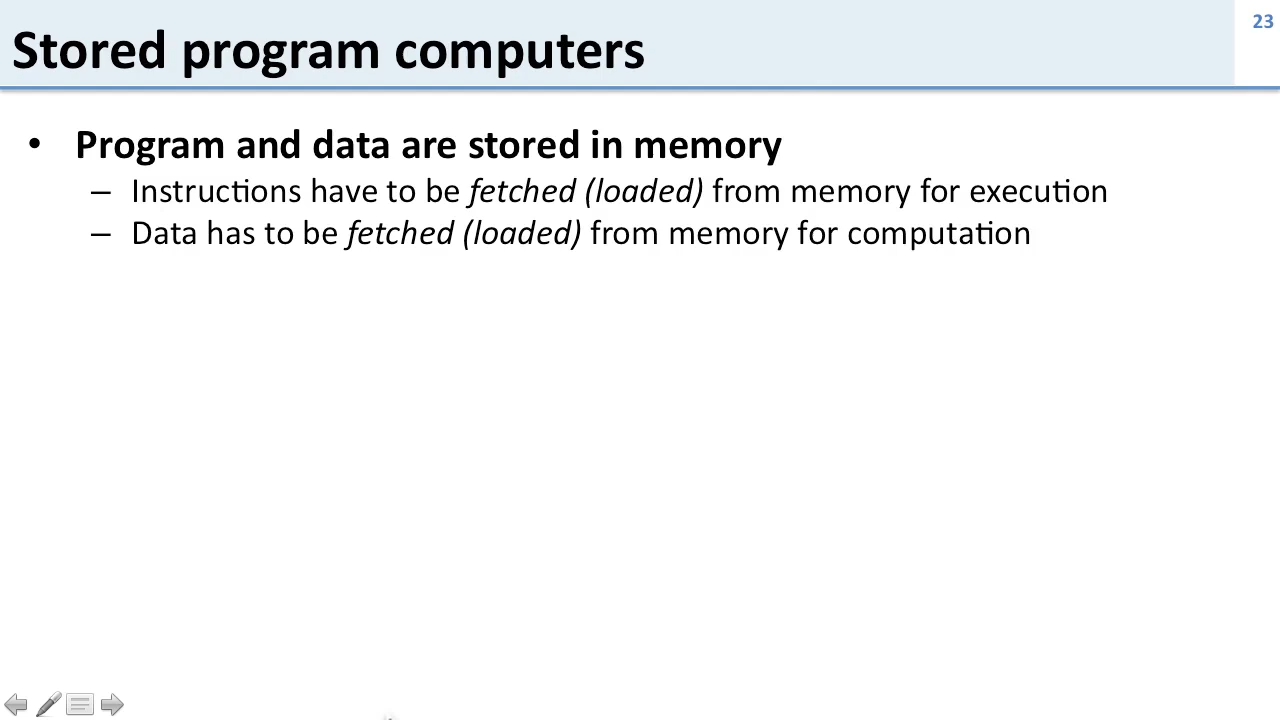 Stored program computers
23
• Program and data are stored in memory
– Instructions have to be fetched (loaded) from memory for execution
– Data has to be fetched (loaded) from memory for computation